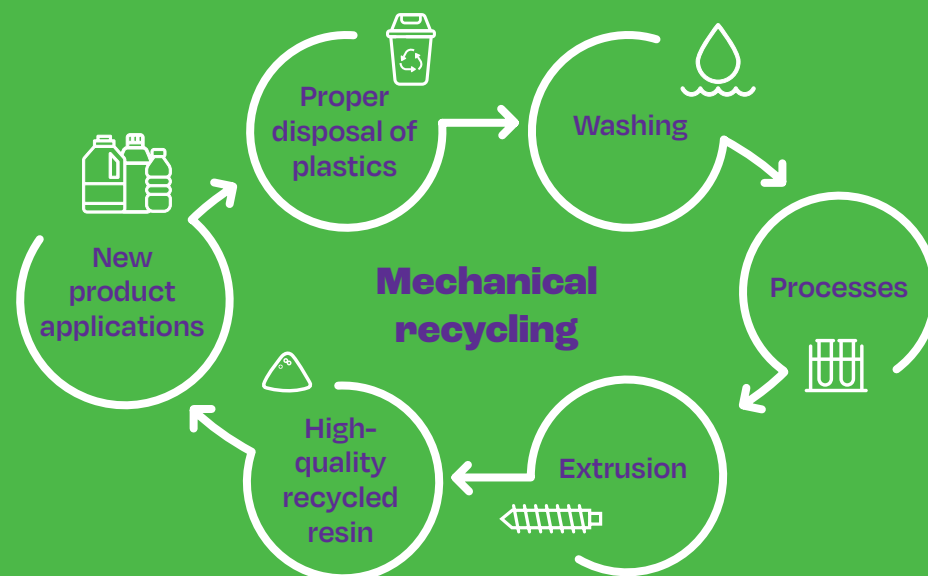 Proper
disposal of
plastics
Washing
Processes
Extrusion
High-
quality
recycled
resin
New
product
applications
Mechanical
recycling